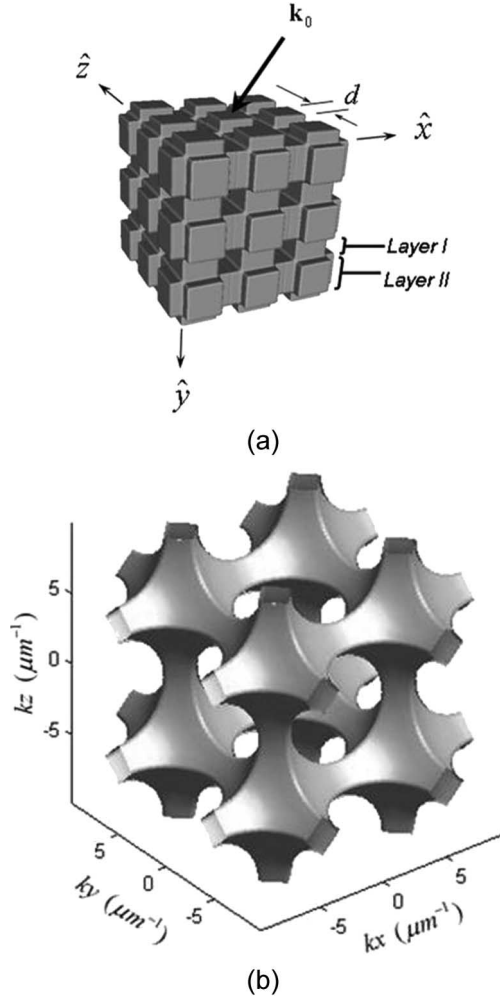 k₀
ẑ
d
x̂
Layer I
Layer II
ŷ
(a)
5
0
-5
kz (μm⁻¹)
5
0
-5
ky (μm⁻¹)
-5
0
5
kx (μm⁻¹)
(b)